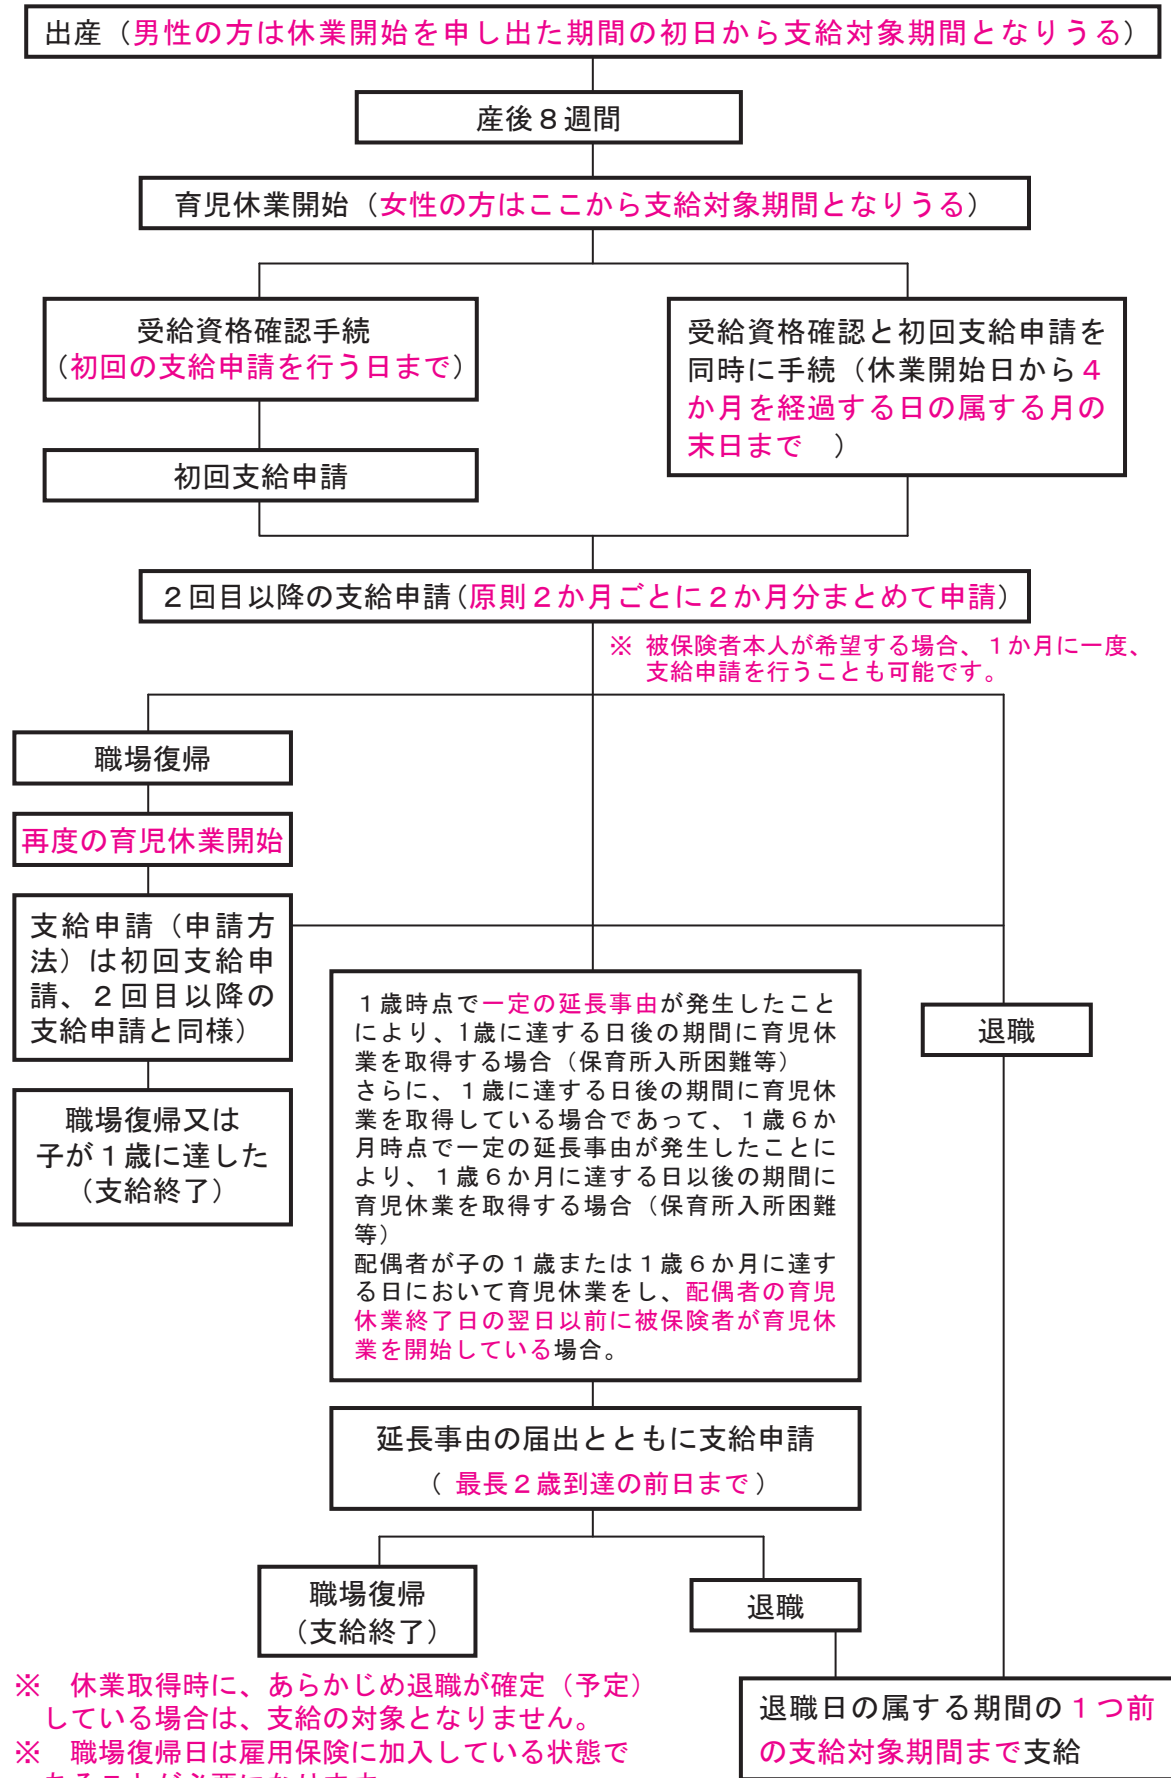 出産（男性の方は休業開始を申し出た期間の初日から支給対象期間となりうる）
産後８週間
育児休業開始（女性の方はここから支給対象期間となりうる）
受給資格確認手続
（初回の支給申請を行う日まで）
初回支給申請
受給資格確認と初回支給申請を
同時に手続（休業開始日から４
か月を経過する日の属する月の
末日まで　）
２回目以降の支給申請（原則２か月ごとに２か月分まとめて申請）
※ 被保険者本人が希望する場合、１か月に一度、
支給申請を行うことも可能です。
職場復帰
再度の育児休業開始
支給申請（申請方
法）は初回支給申
請、２回目以降の
支給申請と同様）
職場復帰又は
子が１歳に達した
（支給終了）
１歳時点で一定の延長事由が発生したこと
により、1歳に達する日後の期間に育児休
業を取得する場合（保育所入所困難等）
さらに、１歳に達する日後の期間に育児休
業を取得している場合であって、１歳６か
月時点で一定の延長事由が発生したことに
より、１歳６か月に達する日以後の期間に
育児休業を取得する場合（保育所入所困難
等）
配偶者が子の１歳または１歳６か月に達す
る日において育児休業をし、配偶者の育児
休業終了日の翌日以前に被保険者が育児休
業を開始している場合。
退職
延長事由の届出とともに支給申請
（ 最長２歳到達の前日まで ）
職場復帰
（支給終了）
退職
※　休業取得時に、あらかじめ退職が確定（予定）
している場合は、支給の対象となりません。
※　職場復帰日は雇用保険に加入している状態で
あることが必要になります。
退職日の属する期間の１つ前
の支給対象期間まで支給